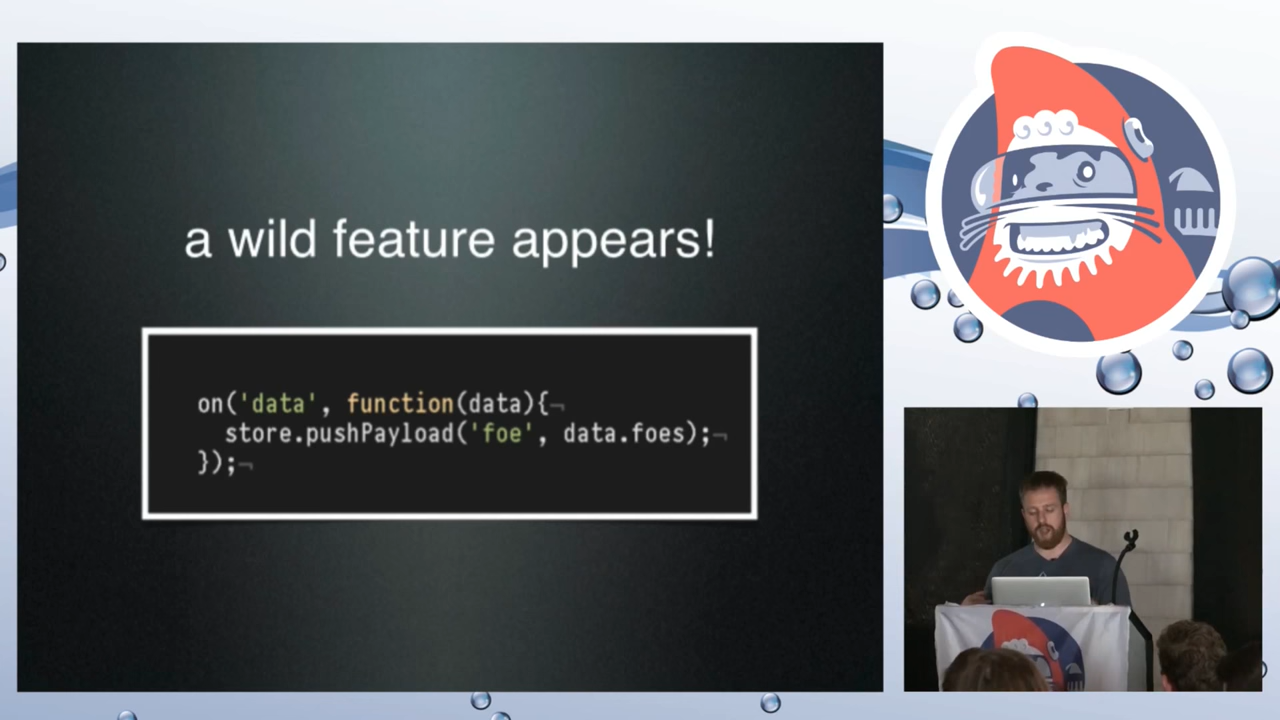 a wild feature appears!
on('data', function(data){¬
store.pushPayload('foe', data.foes);¬
});¬